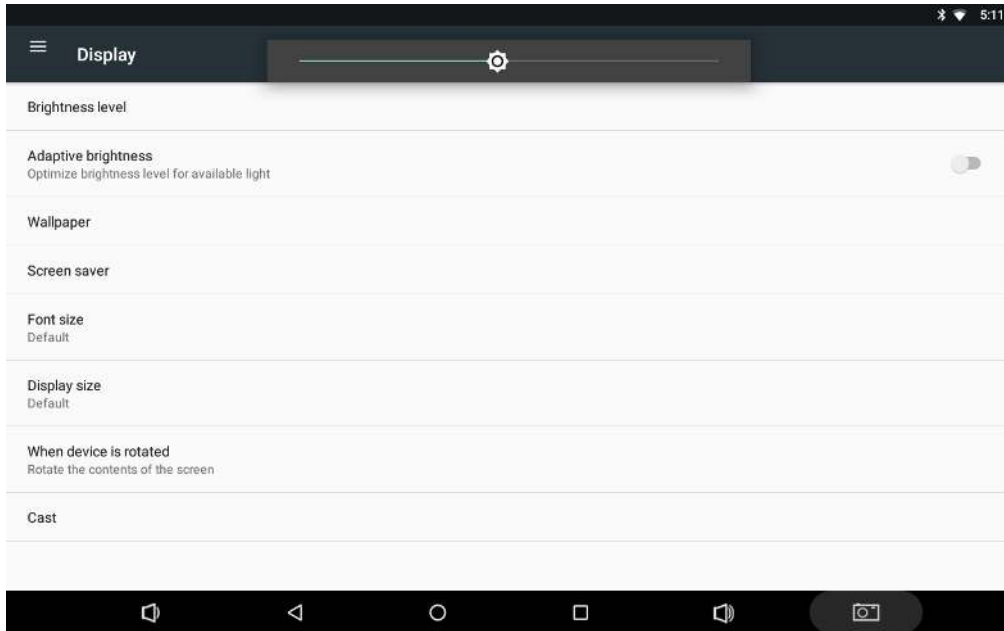 5:11
Display
Brightness level
Adaptive brightness
Optimize brightness level for available light
Wallpaper
Screen saver
Font size
Default
Display size
Default
When device is rotated
Rotate the contents of the screen
Cast